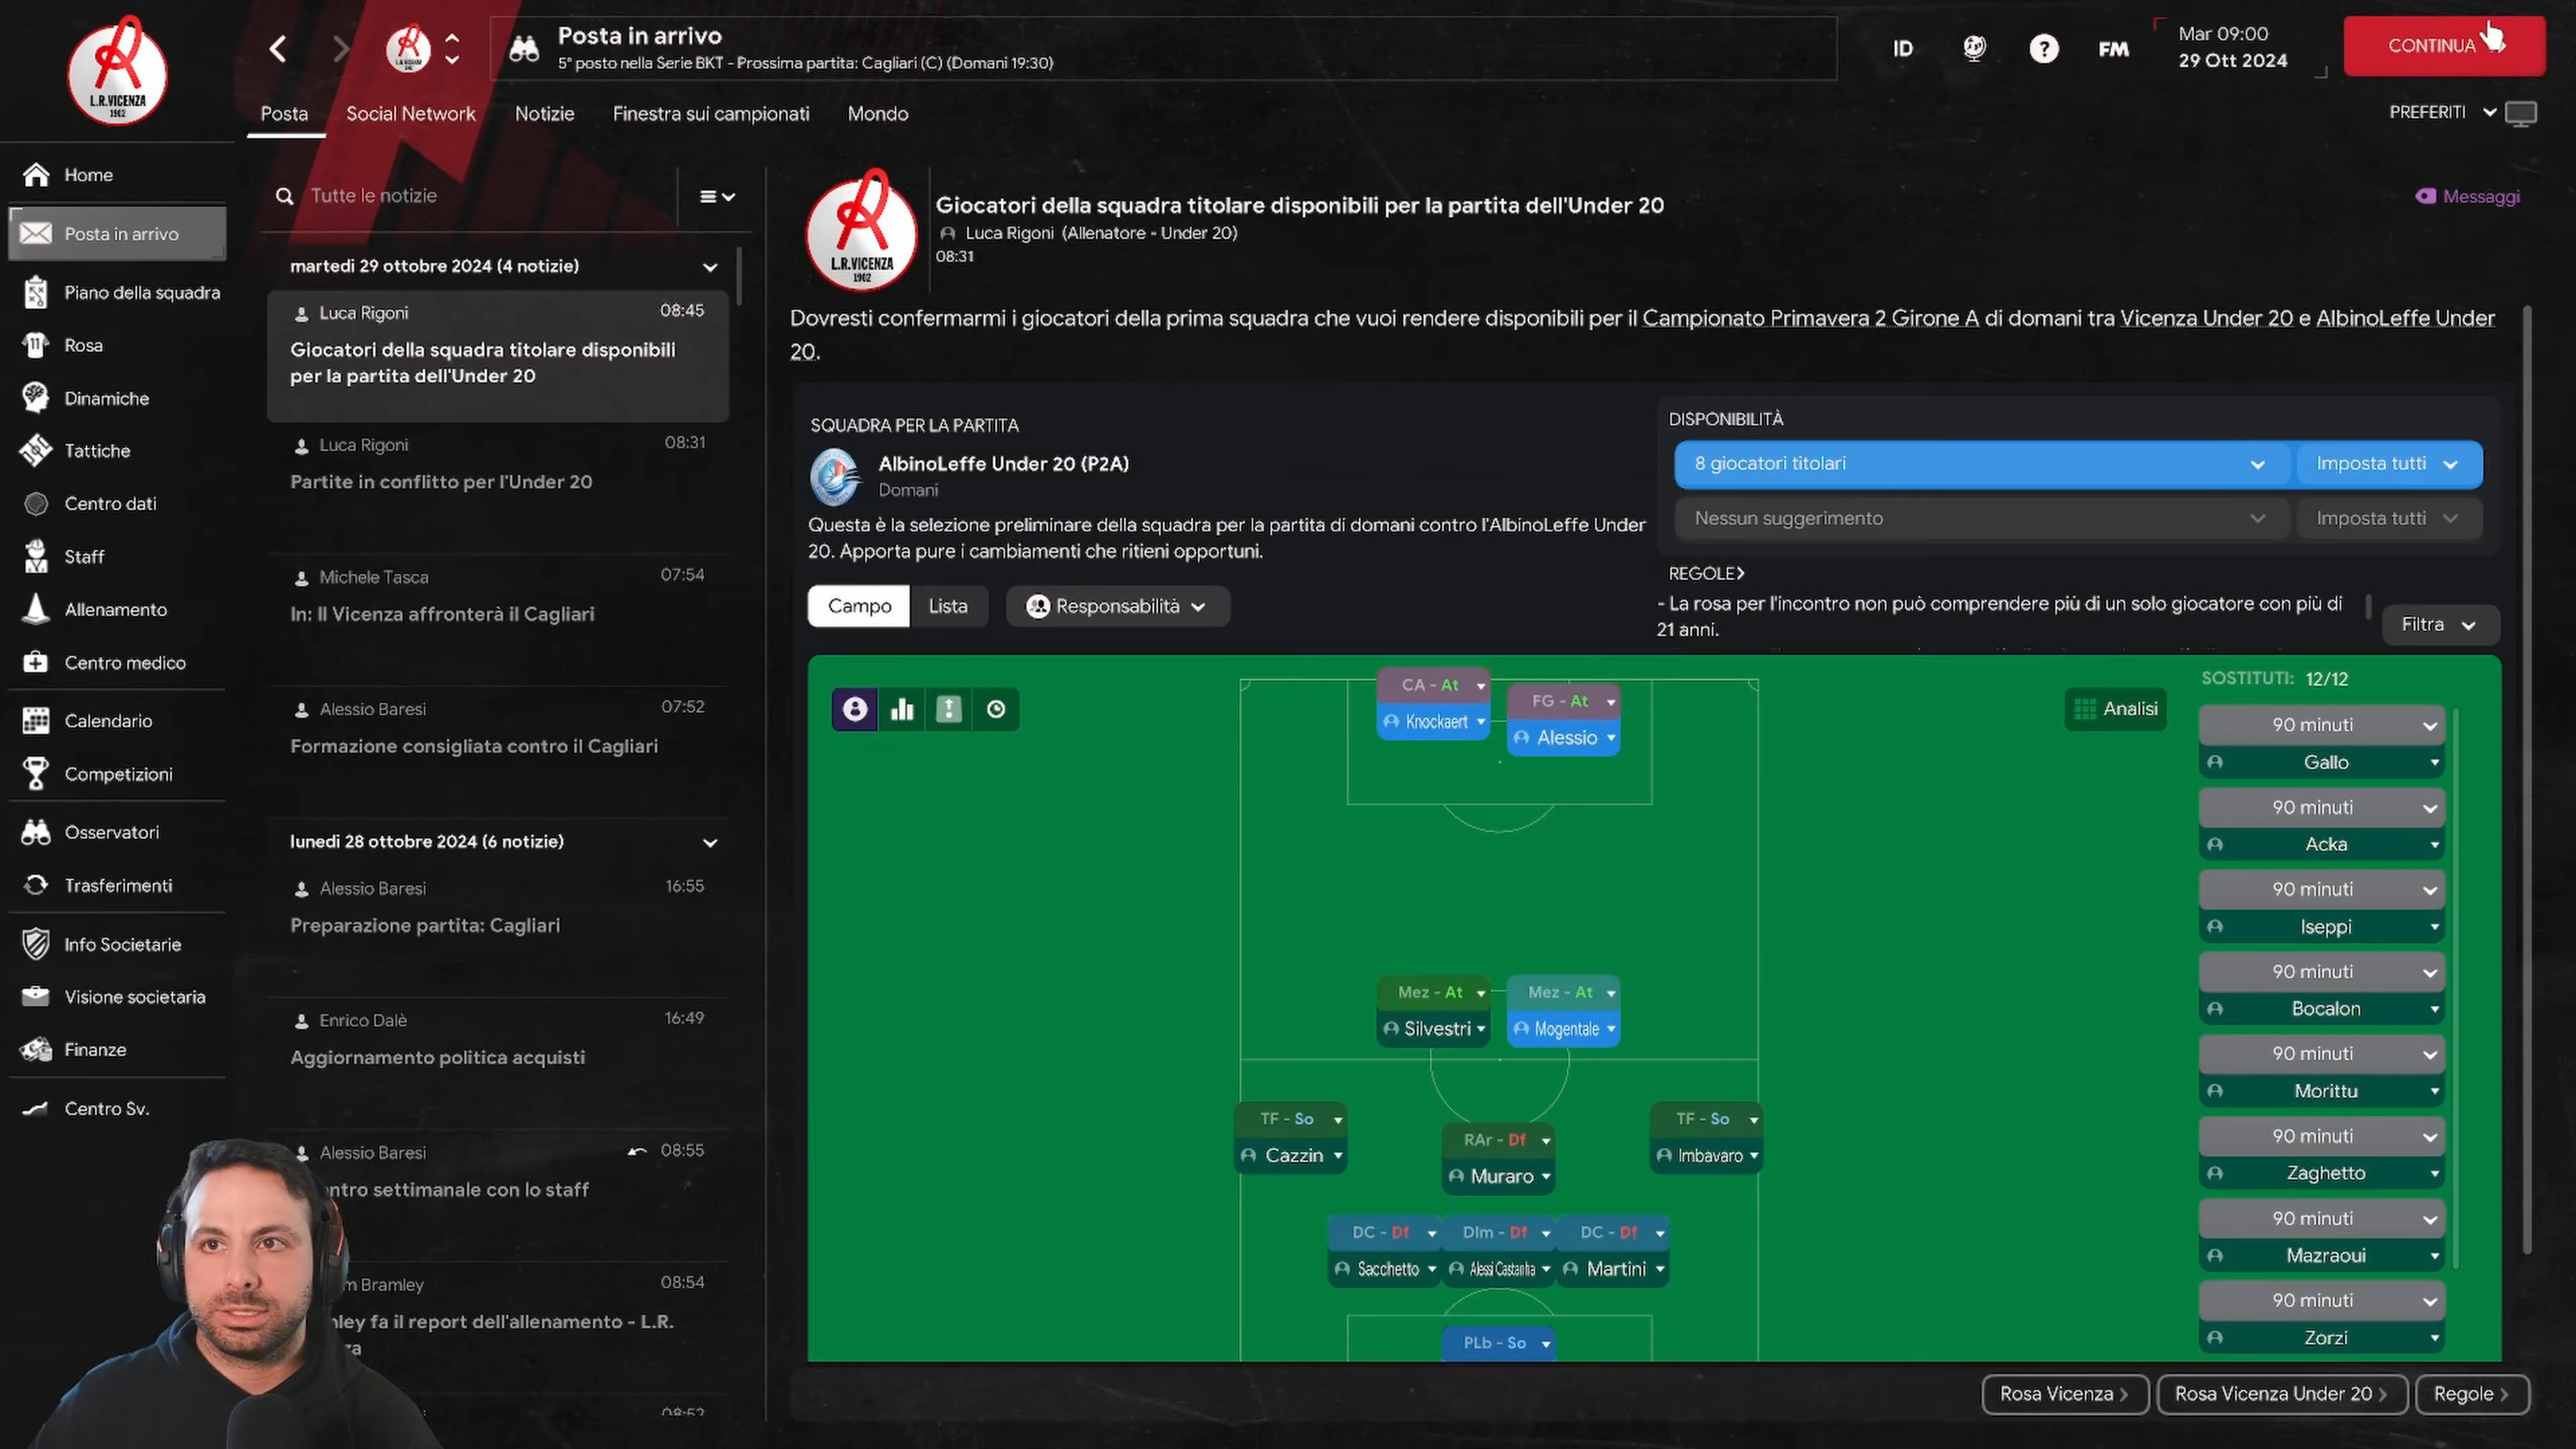 L.R.VICENZA
1902
Posta in arrivo
5° posto nella Serie BKT - Prossima partita: Cagliari (C) (Domani 19:30)
ID
FM
Mar 09:00
29 Ott 2024
CONTINUA
Posta
Social Network
Notizie
Finestra sui campionati
Mondo
PREFERITI
Home
Posta in arrivo
Piano della squadra
Rosa
Dinamiche
Tattiche
Centro dati
Staff
Allenamento
Centro medico
Calendario
Competizioni
Osservatori
Trasferimenti
Info Societarie
Visione societaria
Finanze
Centro Sv.
Tutte le notizie
martedì 29 ottobre 2024 (4 notizie)
Luca Rigoni 08:45
Giocatori della squadra titolare disponibili
per la partita dell'Under 20
Luca Rigoni 08:31
Partite in conflitto per l'Under 20
Michele Tasca 07:54
In: Il Vicenza affronterà il Cagliari
Alessio Baresi 07:52
Formazione consigliata contro il Cagliari
lunedì 28 ottobre 2024 (6 notizie)
Alessio Baresi 16:55
Preparazione partita: Cagliari
Enrico Dalè 16:49
Aggiornamento politica acquisti
Alessio Baresi 08:55
ntro settimanale con lo staff
m Bramley 08:54
ley fa il report dell'allenamento - L.R.
za
L.R.VICENZA
1902
Giocatori della squadra titolare disponibili per la partita dell'Under 20
Luca Rigoni (Allenatore - Under 20)
08:31
Messaggi
Dovresti confermarmi i giocatori della prima squadra che vuoi rendere disponibili per il Campionato Primavera 2 Girone A di domani tra Vicenza Under 20 e AlbinoLeffe Under
20.
SQUADRA PER LA PARTITA
AlbinoLeffe Under 20 (P2A)
Domani
Questa è la selezione preliminare della squadra per la partita di domani contro l'AlbinoLeffe Under
20. Apporta pure i cambiamenti che ritieni opportuni.
Campo
Lista
Responsabilità
DISPONIBILITÀ
8 giocatori titolari
Imposta tutti
Nessun suggerimento
Imposta tutti
REGOLE
- La rosa per l'incontro non può comprendere più di un solo giocatore con più di
21 anni.
Filtra
Analisi
CA - At
Knockaert
FG - At
Alessio
Mez - At
Silvestri
Mez - At
Mogentale
TF - So
Cazzin
RAr - Df
Muraro
TF - So
Imbavaro
DC - Df
Sacchetto
DIm - Df
Alessi Castanha
DC - Df
Martini
PLb - So
SOSTITUTI: 12/12
90 minuti
Gallo
90 minuti
Acka
90 minuti
Iseppi
90 minuti
Bocalon
90 minuti
Morittu
90 minuti
Zaghetto
90 minuti
Mazraoui
90 minuti
Zorzi
Rosa Vicenza
Rosa Vicenza Under 20
Regole